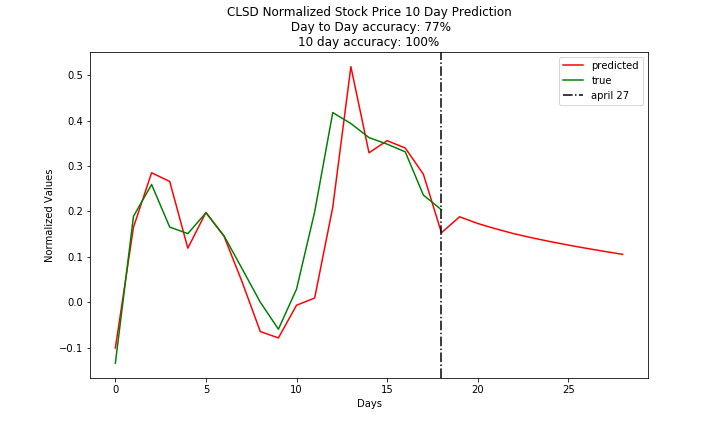 CLSD Normalized Stock Price 10 Day Prediction
Day to Day accuracy: 77%
10 day accuracy: 100%
predicted
true
april 27
Normalized Values
0.5
0.4
0.3
0.2
0.1
0.0
−0.1
0
5
10
15
20
25
Days